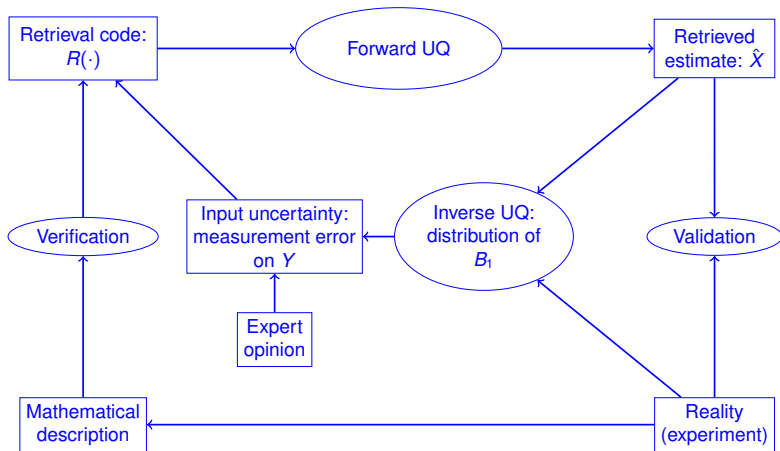 Retrieval code:
R(·)
Forward UQ
Retrieved
estimate: X̂
Verification
Input uncertainty:
measurement error
on Y
Inverse UQ:
distribution of
B₁
Validation
Expert
opinion
Mathematical
description
Reality
(experiment)